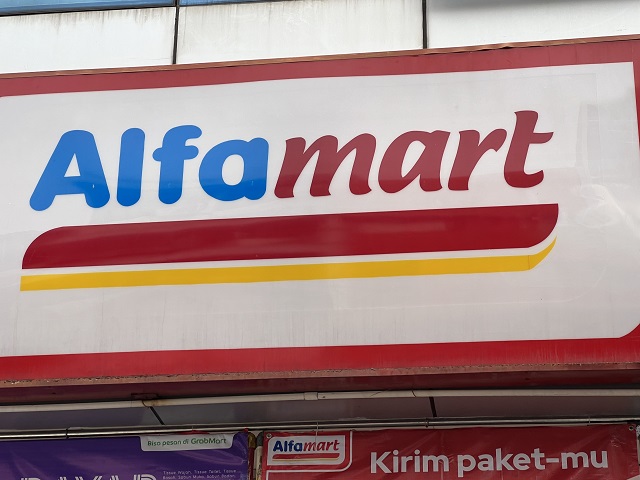 Alfamart
Bisa pesan di GrabMart
Alfamart
Kirim paket-mu